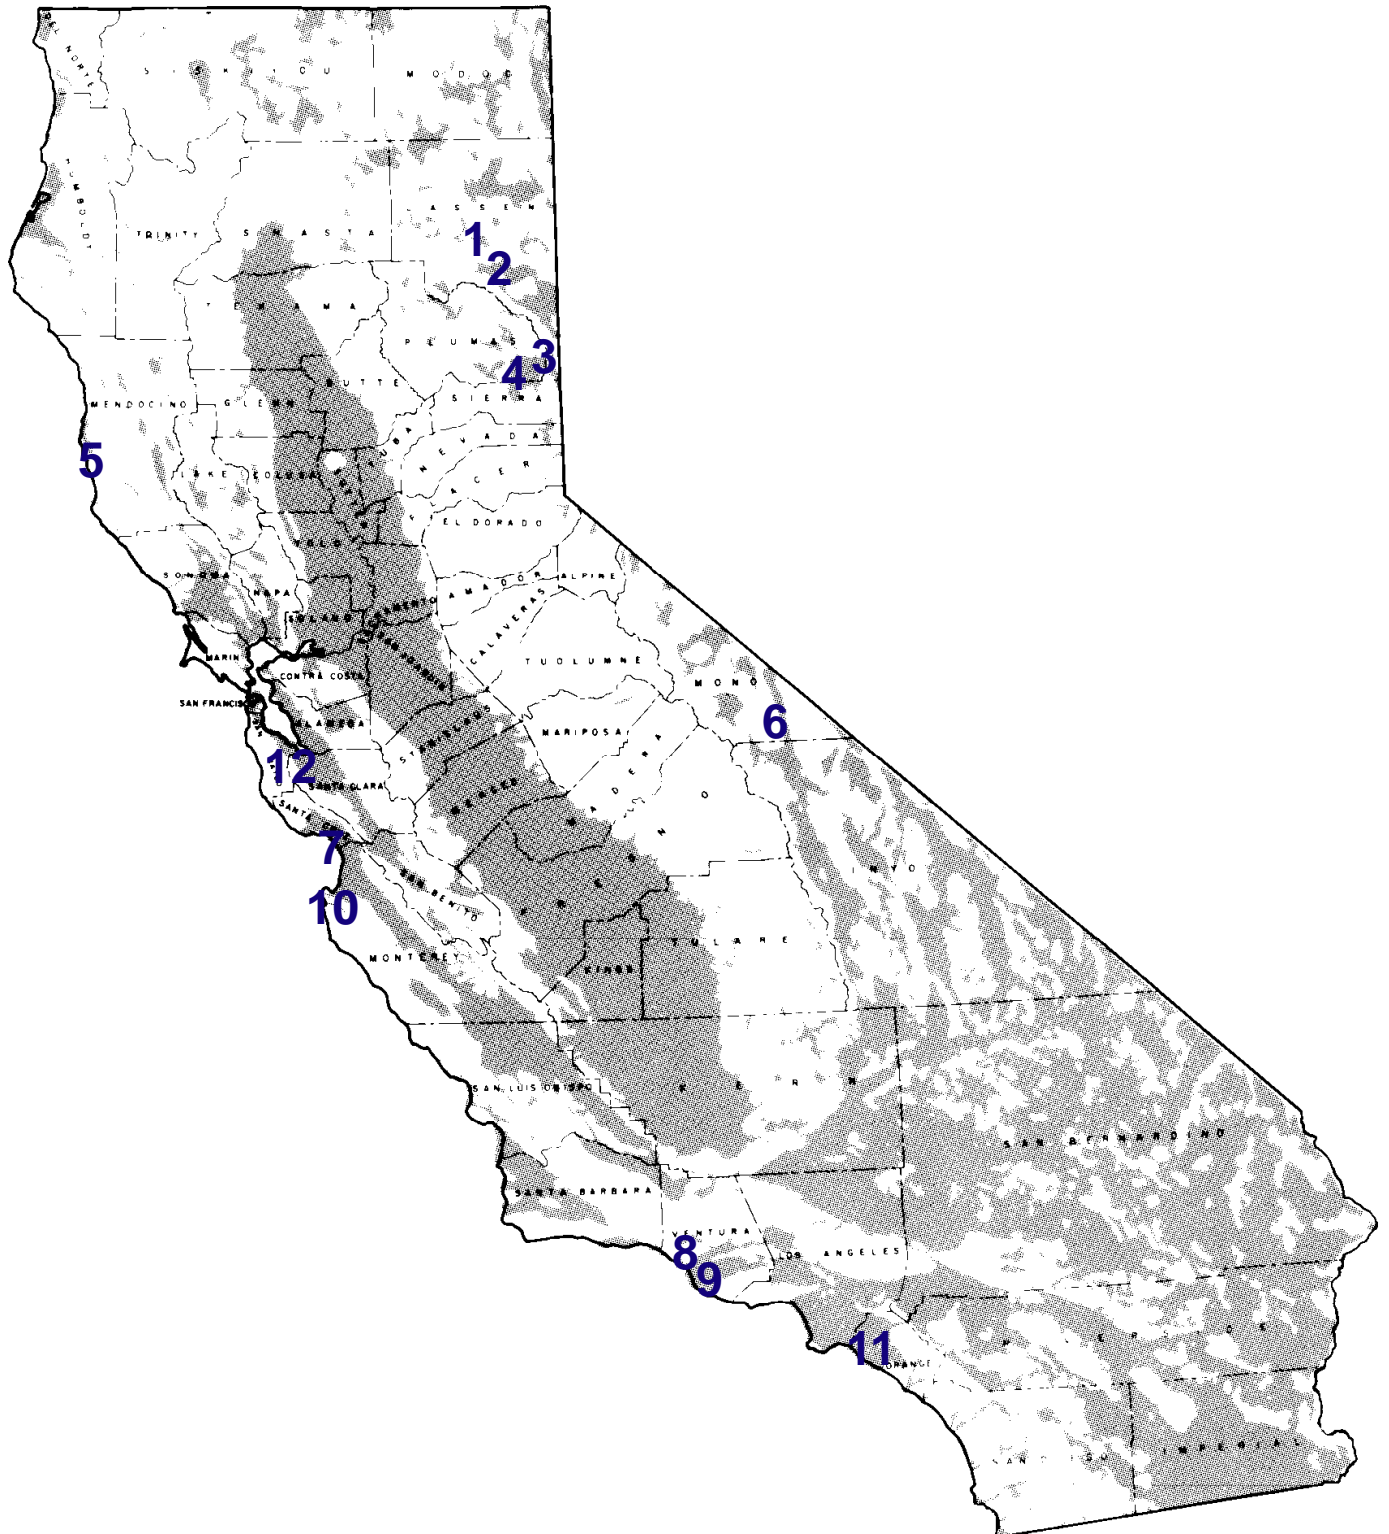 DEL NORTE
SISKIYOU
MODOC
HUMBOLDT
TRINITY
SHASTA
LASSEN
1
2
TEHAMA
PLUMAS
3
4
BUTTE
SIERRA
MENDOCINO
GLENN
YUBA
NEVADA
5
LAKE
COLUSA
SUTTER
PLACER
EL DORADO
YOLO
SONOMA
NAPA
AMADOR
ALPINE
SOLANO
SACRAMENTO
CALAVERAS
MARIN
SAN JOAQUIN
TUOLUMNE
CONTRA COSTA
MONO
SAN FRANCISCO
6
ALAMEDA
STANISLAUS
MARIPOSA
12
SANTA CLARA
MADERA
MERCED
SANTA CRUZ
7
FRESNO
INYO
SAN BENITO
10
MONTEREY
TULARE
KINGS
SAN LUIS OBISPO
KERN
SAN BERNARDINO
SANTA BARBARA
VENTURA
8
LOS ANGELES
9
RIVERSIDE
11
ORANGE
SAN DIEGO
IMPERIAL